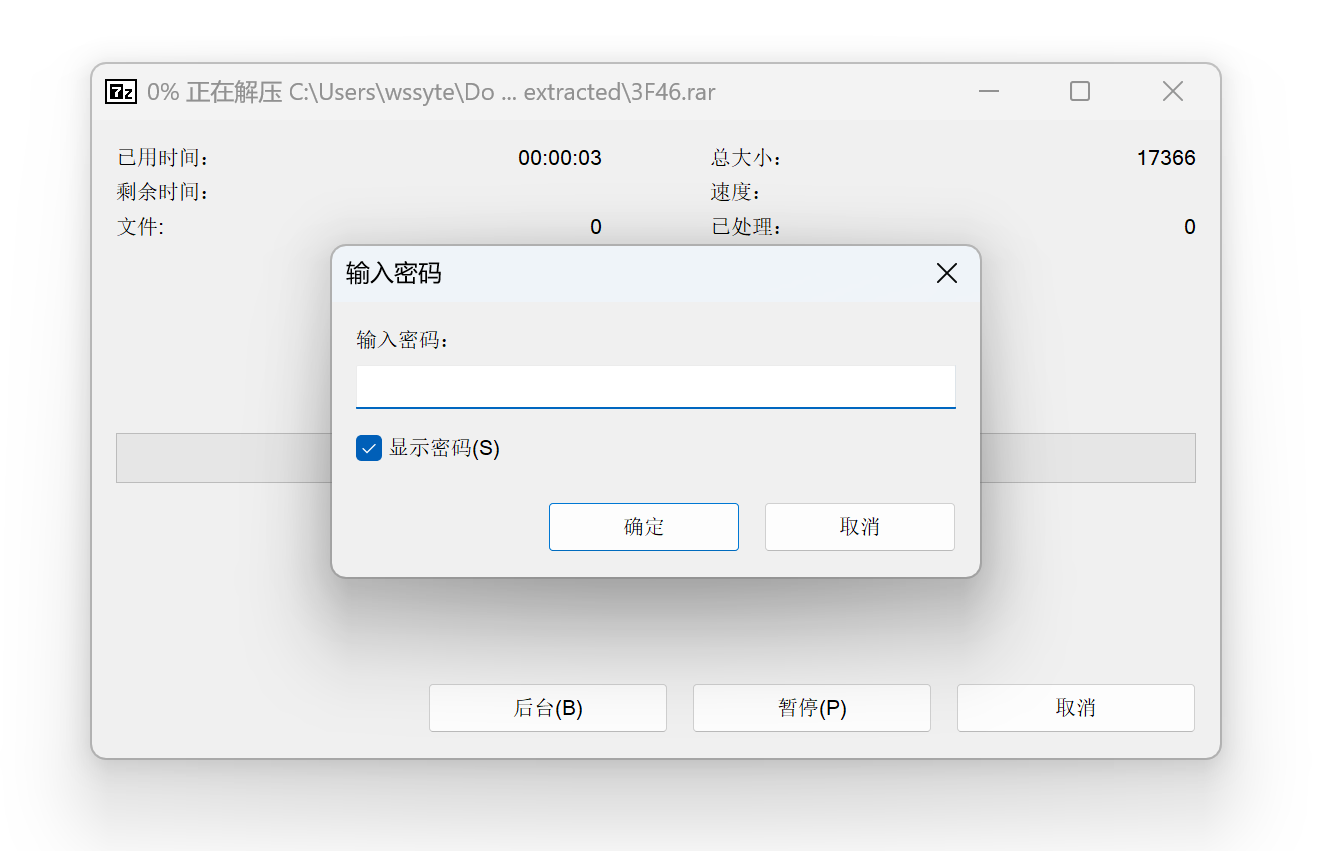 0% 正在解压 C:\Users\wssyte\Do ... extracted\3F46.rar
已用时间： 00:00:03 总大小： 17366
剩余时间： 速度：
文件: 0 已处理： 0
输入密码
输入密码：
显示密码(S)
确定 取消
后台(B) 暂停(P) 取消